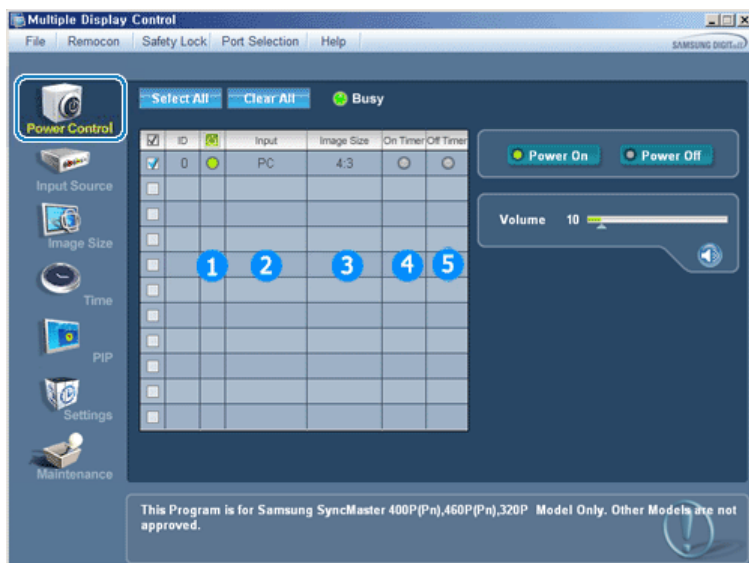 Multiple Display Control
File Remocon Safety Lock Port Selection Help
SAMSUNG DIGITall
Select All Clear All Busy
Power Control
ID Input Image Size On Timer Off Timer
0 PC 4:3
Power On Power Off
Input Source
Volume 10
Image Size
1 2 3 4 5
Time
PIP
Settings
Maintenance
This Program is for Samsung SyncMaster 400P(Pn),460P(Pn),320P Model Only. Other Models are not
approved.